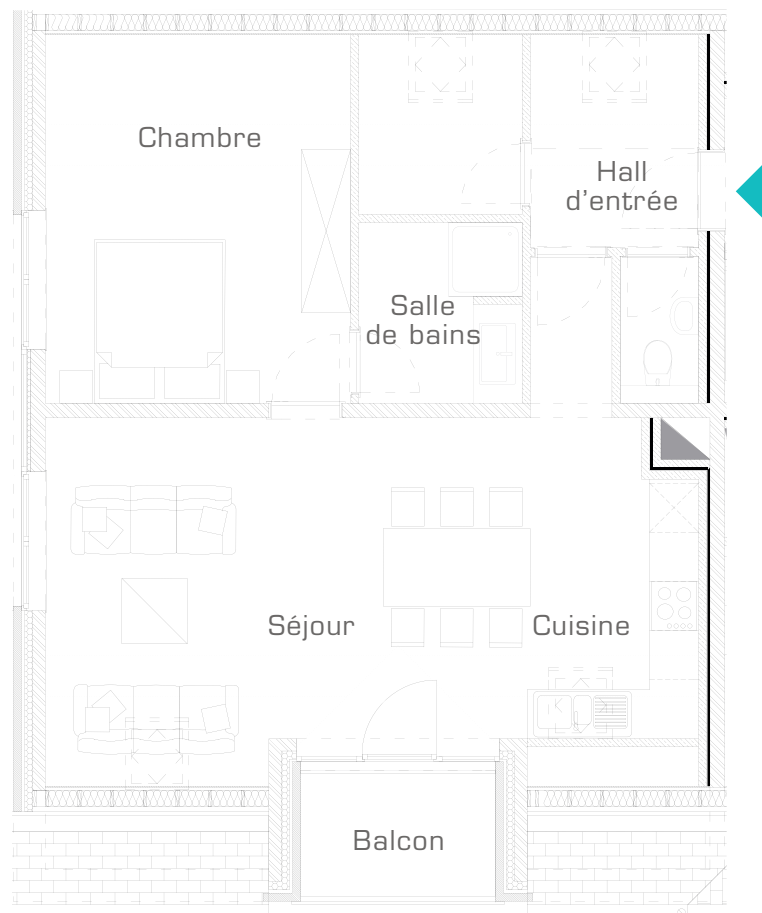 Chambre
Hall
d'entrée
Salle
de bains
Séjour
Cuisine
Balcon